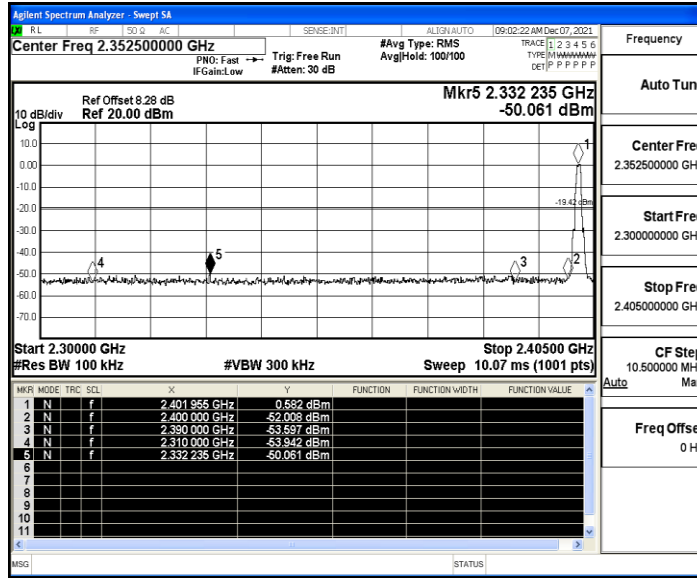 Agilent Spectrum Analyzer - Swept SA
RL RF 50 Ω AC SENSE:INT ALIGN AUTO 09:02:22 AM Dec 07, 2021
Center Freq 2.352500000 GHz
PNO: Fast
IFGain:Low
Trig: Free Run
#Atten: 30 dB
#Avg Type: RMS
Avg|Hold: 100/100
TRACE 1 2 3 4 5 6
TYPE M
DET P P P P P P
Ref Offset 8.28 dB
10 dB/div Ref 20.00 dBm
Log
Mkr5 2.332 235 GHz
-50.061 dBm
10.0
0.00
-10.0
-20.0
-30.0
-40.0
-50.0
-60.0
-70.0
1
-19.42 dBm
2
3
4
5
Start 2.30000 GHz Stop 2.40500 GHz
#Res BW 100 kHz #VBW 300 kHz Sweep 10.07 ms (1001 pts)
MKR MODE TRC SCL X Y FUNCTION FUNCTION WIDTH FUNCTION VALUE
1 N f 2.401 955 GHz 0.582 dBm
2 N f 2.400 000 GHz -52.008 dBm
3 N f 2.390 000 GHz -53.597 dBm
4 N f 2.310 000 GHz -53.942 dBm
5 N f 2.332 235 GHz -50.061 dBm
6
7
8
9
10
11
MSG STATUS
Frequency
Auto Tun
Center Fre
2.352500000 GH
Start Fre
2.300000000 GH
Stop Fre
2.405000000 GH
CF Step
10.500000 MH
Auto Ma
Freq Offse
0 H